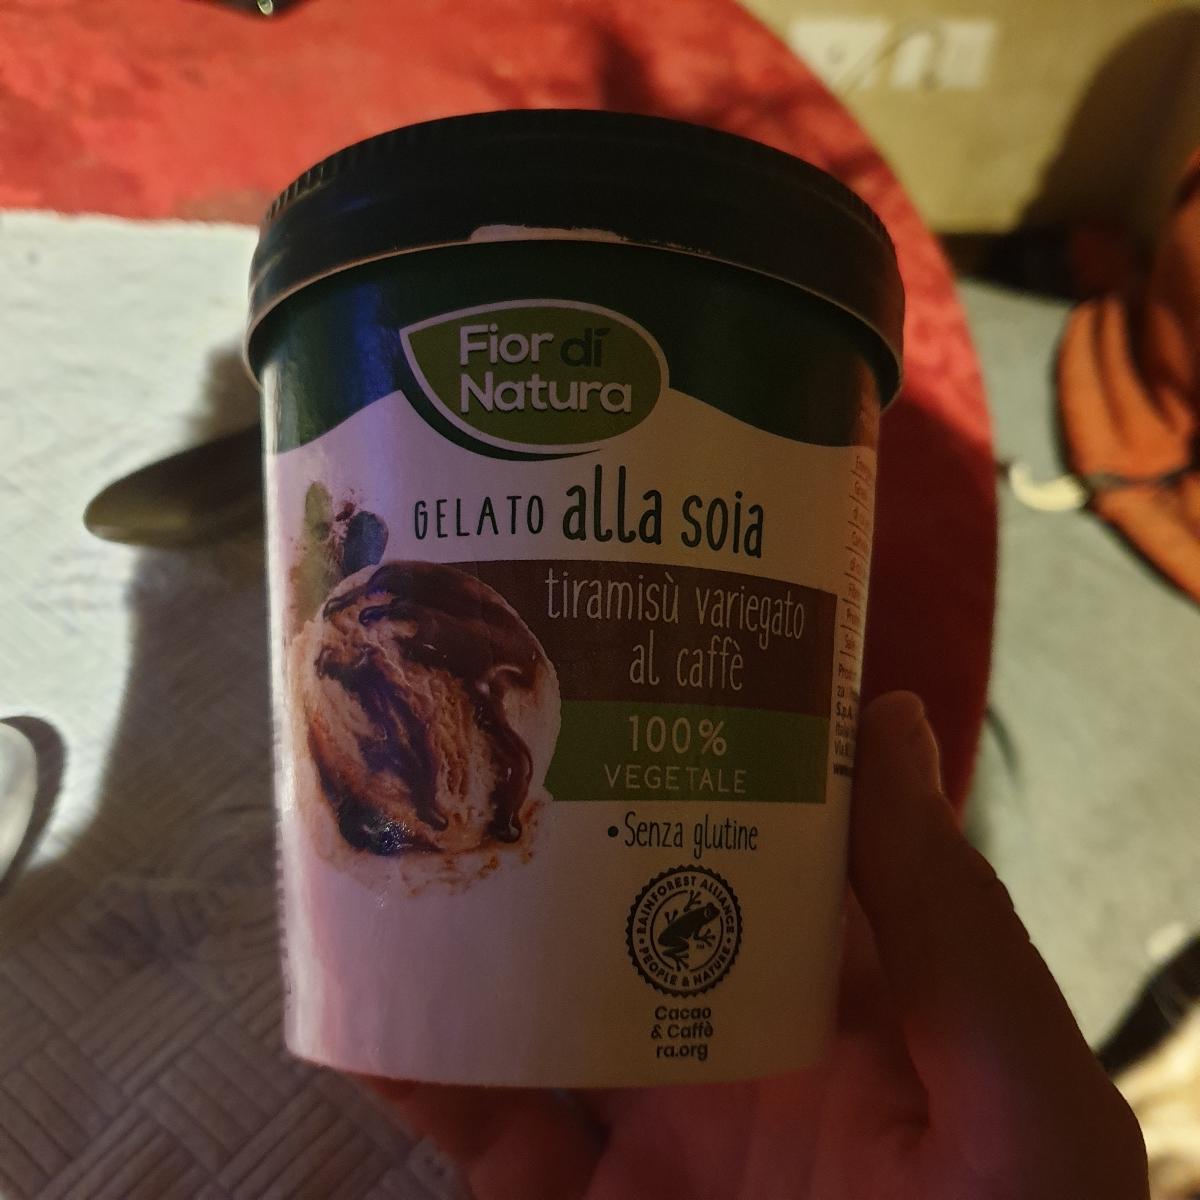 Fior di
Natura
GELATO alla soia
tiramisù variegato
al caffè
100%
VEGETALE
• Senza glutine
RAINFOREST ALLIANCE
• PEOPLE & NATURE •
Cacao
& Caffè
ra.org
S.p.A.